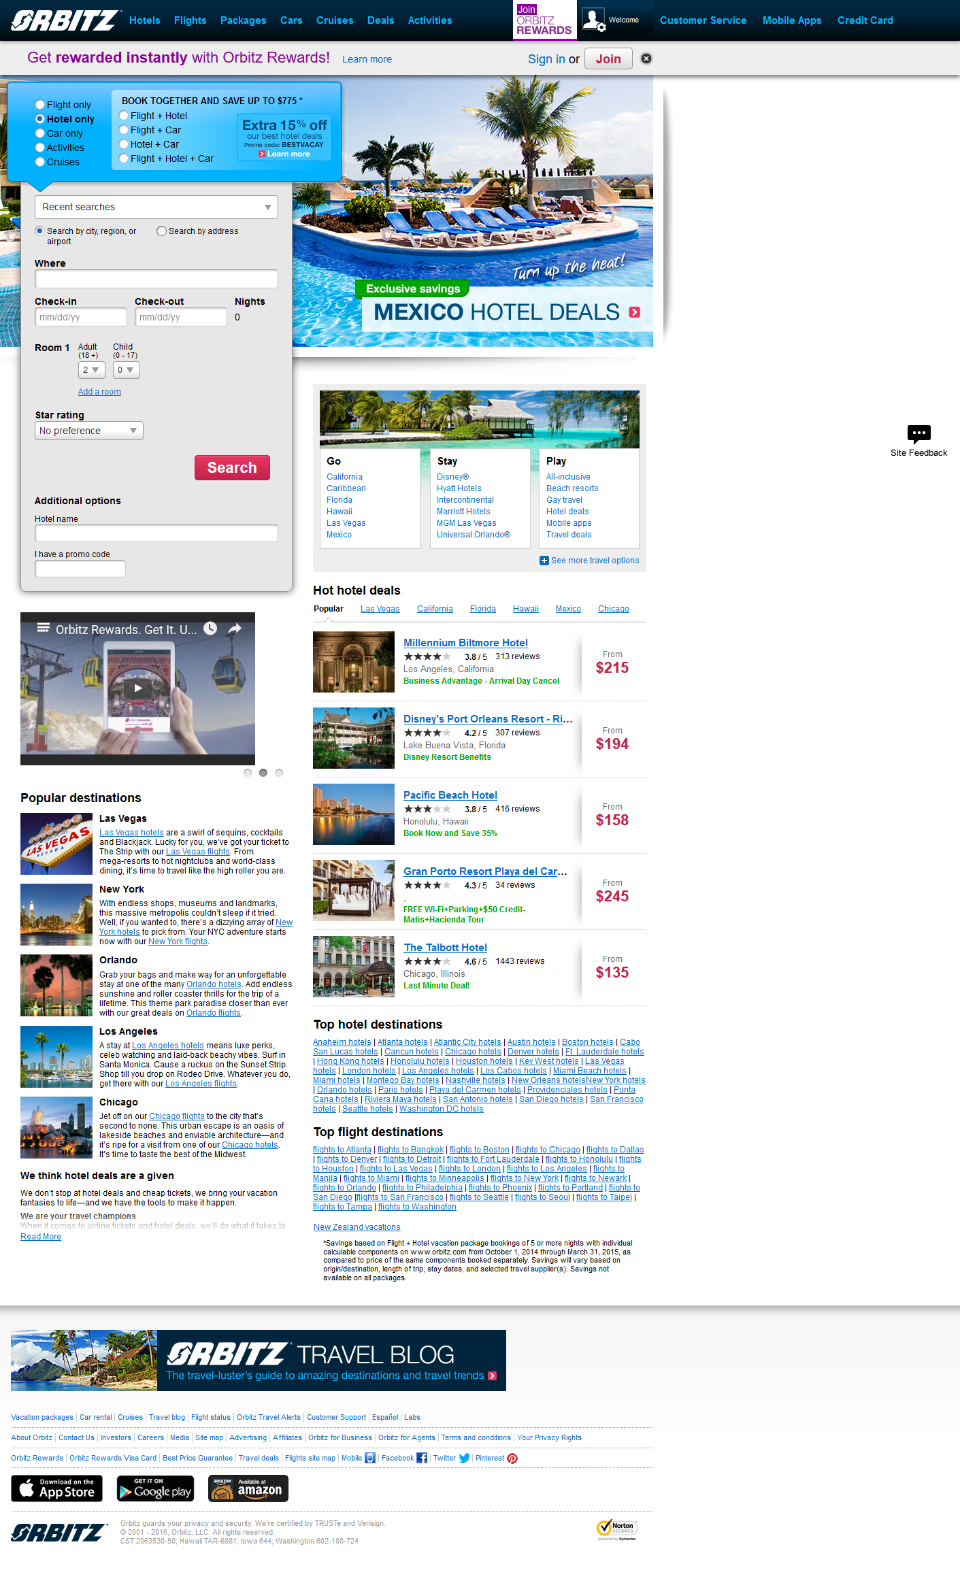 ORBITZ Hotels Flights Packages Cars Cruises Deals Activities Join ORBITZ REWARDS Welcome Customer Service Mobile Apps Credit Card
Get rewarded instantly with Orbitz Rewards! Learn more Sign in or Join
Flight only
Hotel only
Car only
Activities
Cruises
BOOK TOGETHER AND SAVE UP TO $775 *
Flight + Hotel
Flight + Car
Hotel + Car
Flight + Hotel + Car
Extra 15% off
our best hotel deals
Promo code: BESTVACAY
Learn more
Recent searches
Search by city, region, or airport
Search by address
Where
Check-in Check-out Nights
mm/dd/yy mm/dd/yy 0
Room 1 Adult (18 +) Child (0 - 17)
2 0
Add a room
Star rating
No preference
Search
Additional options
Hotel name
I have a promo code
Turn up the heat!
Exclusive savings
MEXICO HOTEL DEALS
Site Feedback
Go
California
Caribbean
Florida
Hawaii
Las Vegas
Mexico
Stay
Disney®
Hyatt Hotels
Intercontinental
Marriott Hotels
MGM Las Vegas
Universal Orlando®
Play
All-inclusive
Beach resorts
Gay travel
Hotel deals
Mobile apps
Travel deals
See more travel options
Hot hotel deals
Popular Las Vegas California Florida Hawaii Mexico Chicago
Millennium Biltmore Hotel
3.8 / 5 313 reviews
Los Angeles, California
Business Advantage - Arrival Day Cancel
From
$215
Disney's Port Orleans Resort - Ri...
4.2 / 5 307 reviews
Lake Buena Vista, Florida
Disney Resort Benefits
From
$194
Pacific Beach Hotel
3.8 / 5 416 reviews
Honolulu, Hawaii
Book Now and Save 35%
From
$158
Gran Porto Resort Playa del Car...
4.3 / 5 34 reviews
,
FREE Wi-Fi+Parking+$50 Credit-
Matis+Hacienda Tour
From
$245
The Talbott Hotel
4.6 / 5 1443 reviews
Chicago, Illinois
Last Minute Deal!
From
$135
Orbitz Rewards. Get It. U...
Popular destinations
LAS VEGAS
NEVADA
Las Vegas
Las Vegas hotels are a swirl of sequins, cocktails
and Blackjack. Lucky for you, we've got your ticket to
The Strip with our Las Vegas flights. From
mega-resorts to hot nightclubs and world-class
dining, it's time to travel like the high roller you are.
New York
With endless shops, museums and landmarks,
this massive metropolis couldn't sleep if it tried.
Well, if you wanted to, there's a dizzying array of New
York hotels to pick from. Your NYC adventure starts
now with our New York flights.
Orlando
Grab your bags and make way for an unforgettable
stay at one of the many Orlando hotels. Add endless
sunshine and roller coaster thrills for the trip of a
lifetime. This theme park paradise closer than ever
with our great deals on Orlando flights.
Los Angeles
A stay at Los Angeles hotels means luxe perks,
celeb watching and laid-back beachy vibes. Surf in
Santa Monica. Cause a ruckus on the Sunset Strip.
Shop till you drop on Rodeo Drive. Whatever you do,
get there with our Los Angeles flights.
Chicago
Jet off on our Chicago flights to the city that's
second to none. This urban escape is an oasis of
lakeside beaches and enviable architecture—and
it's ripe for a visit from one of our Chicago hotels.
It's time to taste the best of the Midwest.
We think hotel deals are a given
We don't stop at hotel deals and cheap tickets, we bring your vacation
fantasies to life—and we have the tools to make it happen.
We are your travel champions
When it comes to airline tickets and hotel deals, we'll do what it takes to
Read More
Top hotel destinations
Anaheim hotels | Atlanta hotels | Atlantic City hotels | Austin hotels | Boston hotels | Cabo
San Lucas hotels | Cancun hotels | Chicago hotels | Denver hotels | Ft. Lauderdale hotels
| Hong Kong hotels | Honolulu hotels | Houston hotels | Key West hotels | Las Vegas
hotels | London hotels | Los Angeles hotels | Los Cabos hotels | Miami Beach hotels |
Miami hotels | Montego Bay hotels | Nashville hotels | New Orleans hotelsNew York hotels
| Orlando hotels | Paris hotels | Playa del Carmen hotels | Providenciales hotels | Punta
Cana hotels | Riviera Maya hotels | San Antonio hotels | San Diego hotels | San Francisco
hotels | Seattle hotels | Washington DC hotels
Top flight destinations
flights to Atlanta | flights to Bangkok | flights to Boston | flights to Chicago | flights to Dallas
| flights to Denver | flights to Detroit | flights to Fort Lauderdale | flights to Honolulu | flights
to Houston | flights to Las Vegas | flights to London | flights to Los Angeles | flights to
Manila | flights to Miami | flights to Minneapolis | flights to New York | flights to Newark |
flights to Orlando | flights to Philadelphia | flights to Phoenix | flights to Portland | flights to
San Diego |flights to San Francisco | flights to Seattle | flights to Seoul | flights to Taipei |
flights to Tampa | flights to Washington
New Zealand vacations
*Savings based on Flight + Hotel vacation package bookings of 5 or more nights with individual
calculable components on www.orbitz.com from October 1, 2014 through March 31, 2015, as
compared to price of the same components booked separately. Savings will vary based on
origin/destination, length of trip, stay dates, and selected travel supplier(s). Savings not
available on all packages.
ORBITZ TRAVEL BLOG
The travel-luster's guide to amazing destinations and travel trends
Vacation packages | Car rental | Cruises | Travel blog | Flight status | Orbitz Travel Alerts | Customer Support | Español | Labs
About Orbitz | Contact Us | Investors | Careers | Media | Site map | Advertising | Affiliates | Orbitz for Business | Orbitz for Agents | Terms and conditions | Your Privacy Rights
Orbitz Rewards | Orbitz Rewards Visa Card | Best Price Guarantee | Travel deals | Flights site map | Mobile | Facebook | Twitter | Pinterest
Download on the App Store
GET IT ON Google play
Available at amazon
ORBITZ
Orbitz guards your privacy and security. We're certified by TRUSTe and Verisign.
© 2001 - 2016, Orbitz, LLC. All rights reserved.
CST 2063530-50; Hawaii TAR-6881; Iowa 644; Washington 602-108-724
Norton
SECURED
powered by Symantec